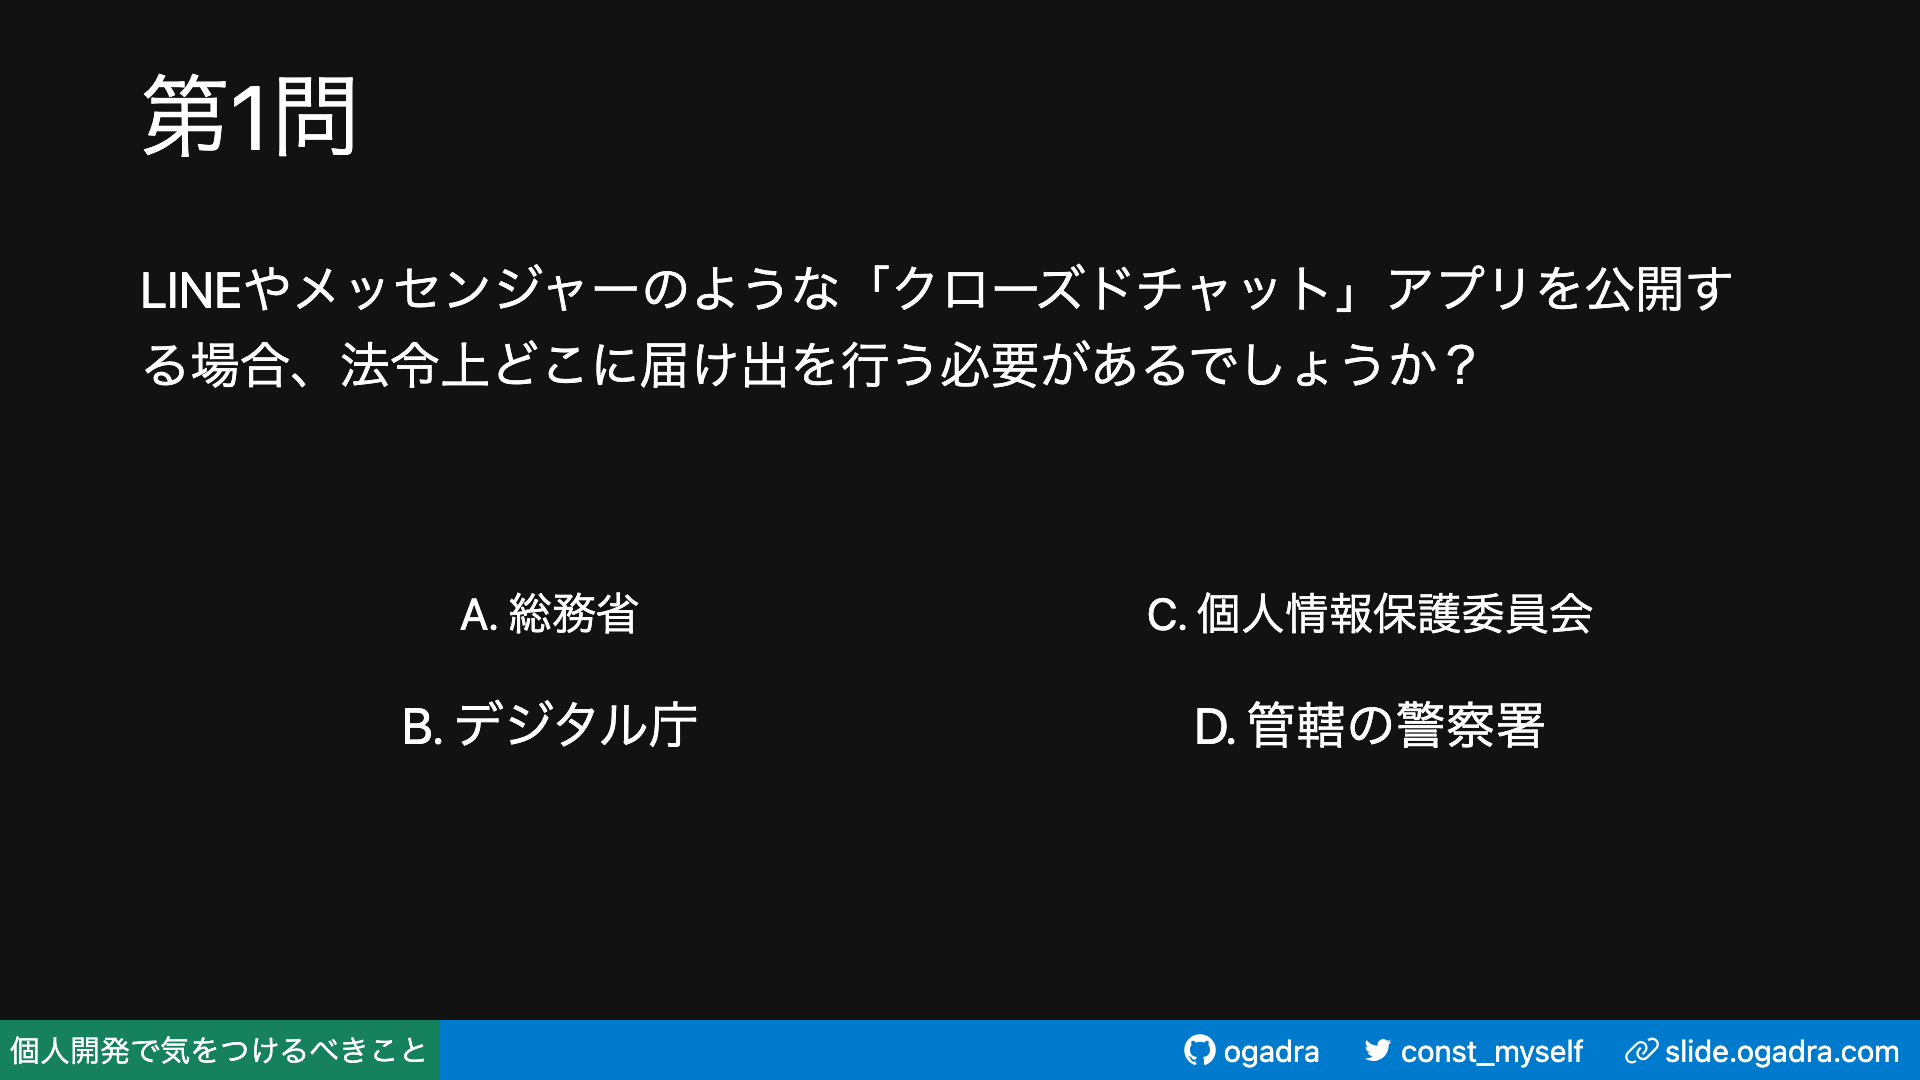 第1問
LINEやメッセンジャーのような「クローズドチャット」アプリを公開す
る場合、法令上どこに届け出を行う必要があるでしょうか？
A. 総務省
B. デジタル庁
C. 個人情報保護委員会
D. 管轄の警察署
個人開発で気をつけるべきこと
ogadra
const_myself
slide.ogadra.com